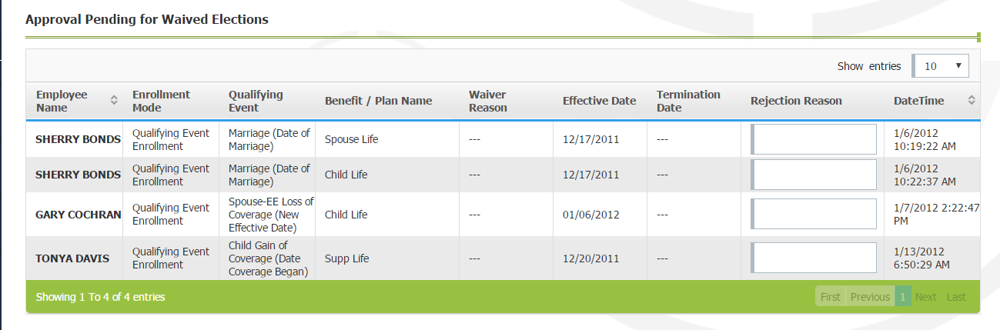 Approval Pending for Waived Elections
Show entries 10
Employee Name Enrollment Mode Qualifying Event Benefit / Plan Name Waiver Reason Effective Date Termination Date Rejection Reason DateTime
SHERRY BONDS Qualifying Event Enrollment Marriage (Date of Marriage) Spouse Life --- 12/17/2011 --- 1/6/2012 10:19:22 AM
SHERRY BONDS Qualifying Event Enrollment Marriage (Date of Marriage) Child Life --- 12/17/2011 --- 1/6/2012 10:22:37 AM
GARY COCHRAN Qualifying Event Enrollment Spouse-EE Loss of Coverage (New Effective Date) Child Life --- 01/06/2012 --- 1/7/2012 2:22:47 PM
TONYA DAVIS Qualifying Event Enrollment Child Gain of Coverage (Date Coverage Began) Supp Life --- 12/20/2011 --- 1/13/2012 6:50:29 AM
Showing 1 To 4 of 4 entries First Previous 1 Next Last